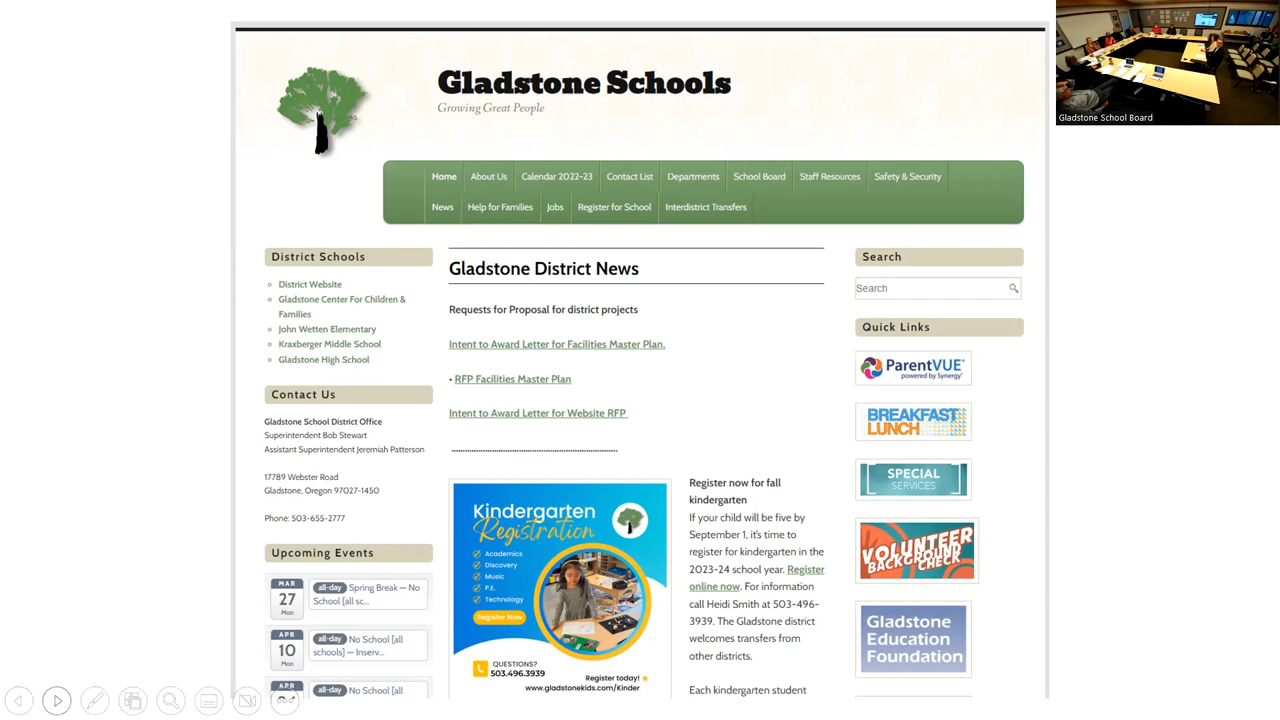 Gladstone Schools
Growing Great People
Gladstone School Board
Home
About Us
Calendar 2022-23
Contact List
Departments
School Board
Staff Resources
Safety & Security
News
Help for Families
Jobs
Register for School
Interdistrict Transfers
District Schools
District Website
Gladstone Center For Children &
Families
John Wetten Elementary
Kraxberger Middle School
Gladstone High School
Contact Us
Gladstone School District Office
Superintendent Bob Stewart
Assistant Superintendent Jeremiah Patterson
17789 Webster Road
Gladstone, Oregon 97027-1450
Phone: 503-655-2777
Upcoming Events
MAR
27
Mon
all-day Spring Break — No
School [all sc...
APR
10
Mon
all-day No School [all
schools] — Inserv...
APR
all-day No School [all
Gladstone District News
Requests for Proposal for district projects
Intent to Award Letter for Facilities Master Plan.
• RFP Facilities Master Plan
Intent to Award Letter for Website RFP
Kindergarten
Registration
Academics
Discovery
Music
P.E.
Technology
Register Now
QUESTIONS?
503.496.3939
Register today!
www.gladstonekids.com/Kinder
Register now for fall
kindergarten
If your child will be five by
September 1, it's time to
register for kindergarten in the
2023-24 school year. Register
online now. For information
call Heidi Smith at 503-496-
3939. The Gladstone district
welcomes transfers from
other districts.
Each kindergarten student
Search
Search
Quick Links
ParentVUE
powered by Synergy
BREAKFAST
LUNCH
SPECIAL
SERVICES
VOLUNTEER
BACKGROUND
CHECK
Gladstone
Education
Foundation